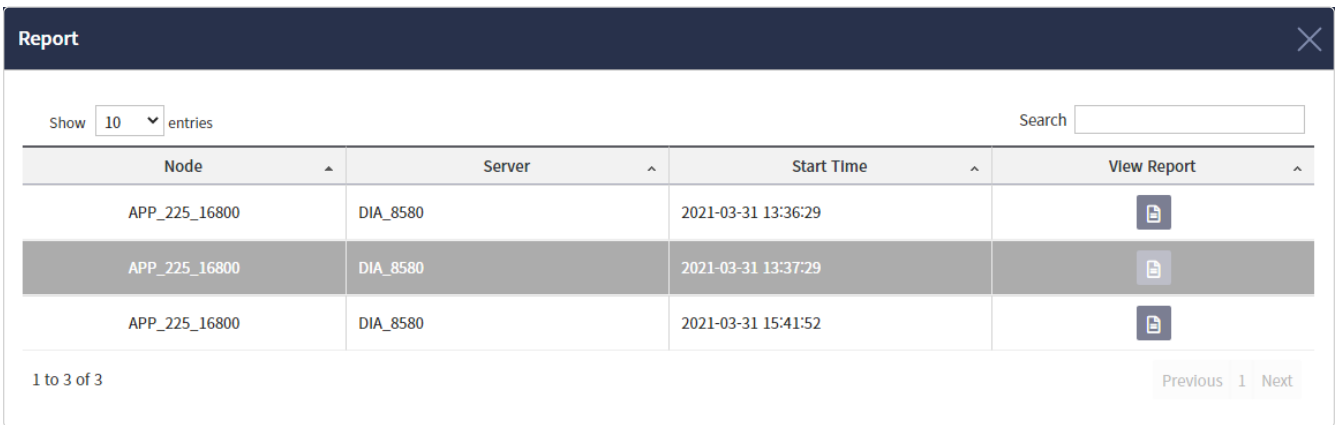 Report
Show 10 entries Search
Node Server Start Time View Report
APP_225_16800 DIA_8580 2021-03-31 13:36:29
APP_225_16800 DIA_8580 2021-03-31 13:37:29
APP_225_16800 DIA_8580 2021-03-31 15:41:52
1 to 3 of 3 Previous 1 Next